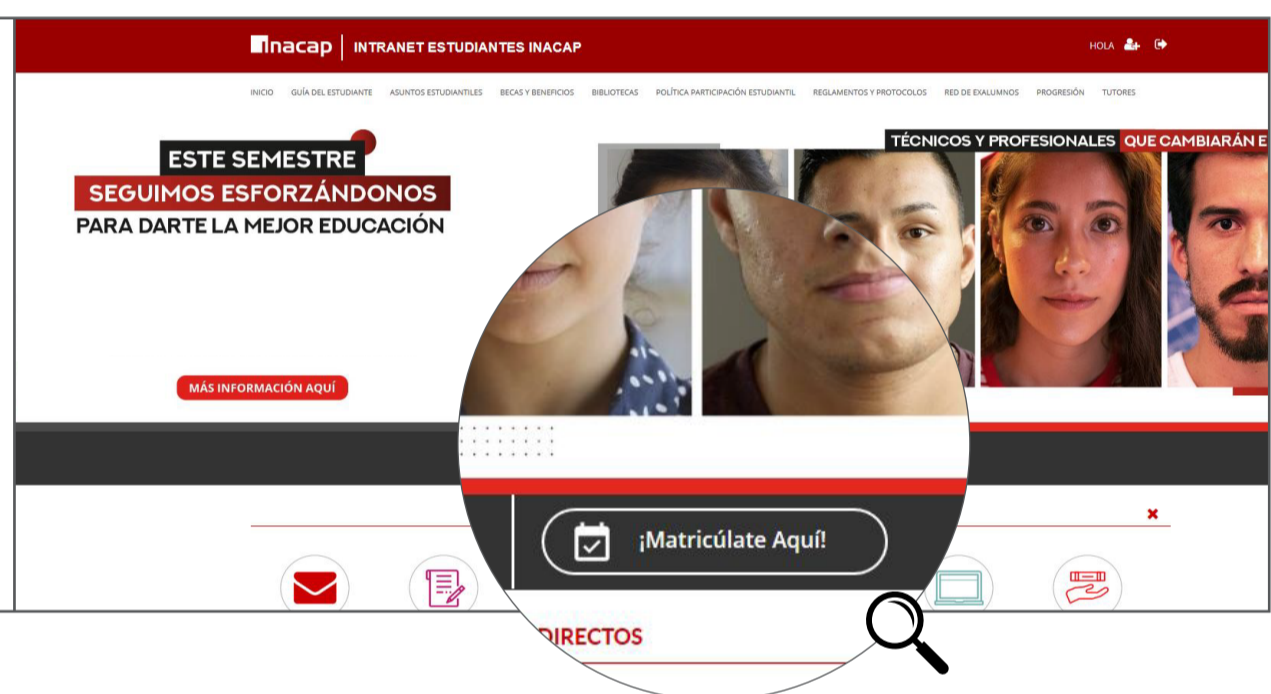 Inacap | INTRANET ESTUDIANTES INACAP
HOLA
INICIO GUÍA DEL ESTUDIANTE ASUNTOS ESTUDIANTILES BECAS Y BENEFICIOS BIBLIOTECAS POLÍTICA PARTICIPACIÓN ESTUDIANTIL REGLAMENTOS Y PROTOCOLOS RED DE EXALUMNOS PROGRESIÓN TUTORES
TÉCNICOS Y PROFESIONALES QUE CAMBIARÁN E
ESTE SEMESTRE
SEGUIMOS ESFORZÁNDONOS
PARA DARTE LA MEJOR EDUCACIÓN
MÁS INFORMACIÓN AQUÍ
¡Matricúlate Aquí!
DIRECTOS